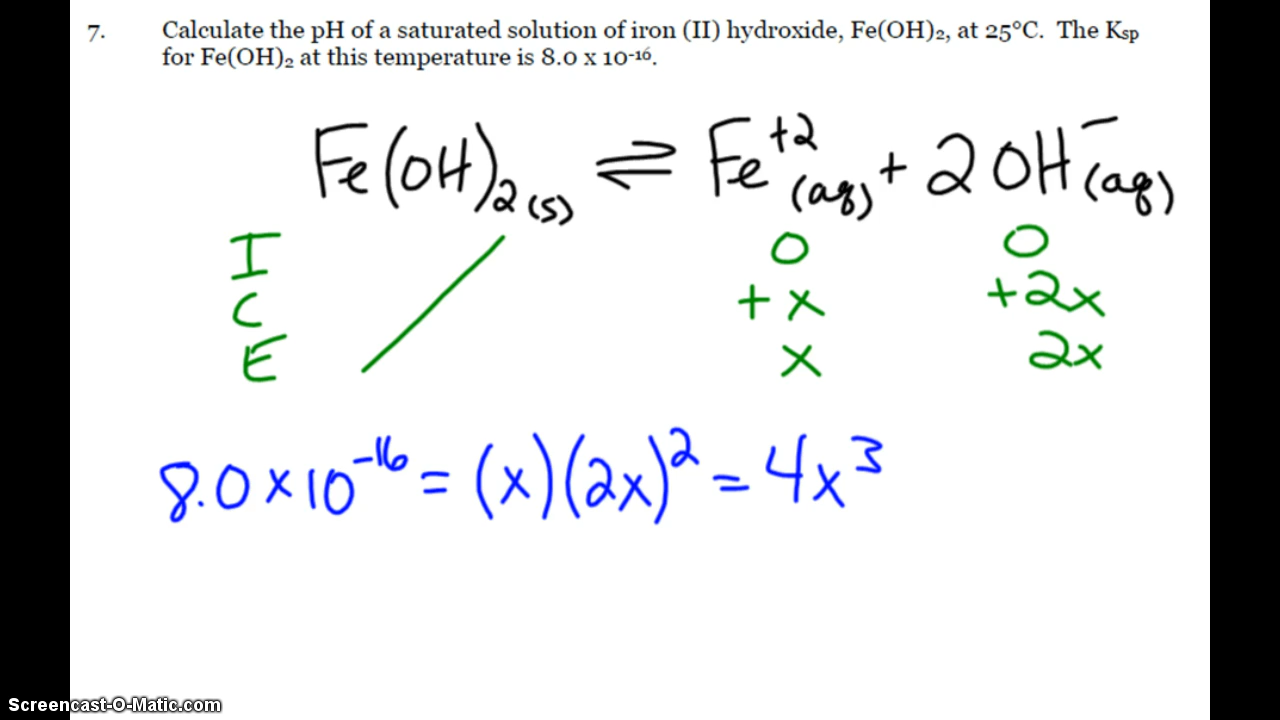 7. Calculate the pH of a saturated solution of iron (II) hydroxide, Fe(OH)₂, at 25°C. The Ksp
for Fe(OH)₂ at this temperature is 8.0 x 10⁻¹⁶.
Fe(OH)₂(s) ⇌ Fe⁺²(aq) + 2OH⁻(aq)
I 0 0
C +x +2x
E x 2x
8.0 x 10⁻¹⁶ = (x)(2x)² = 4x³
Screencast-O-Matic.com